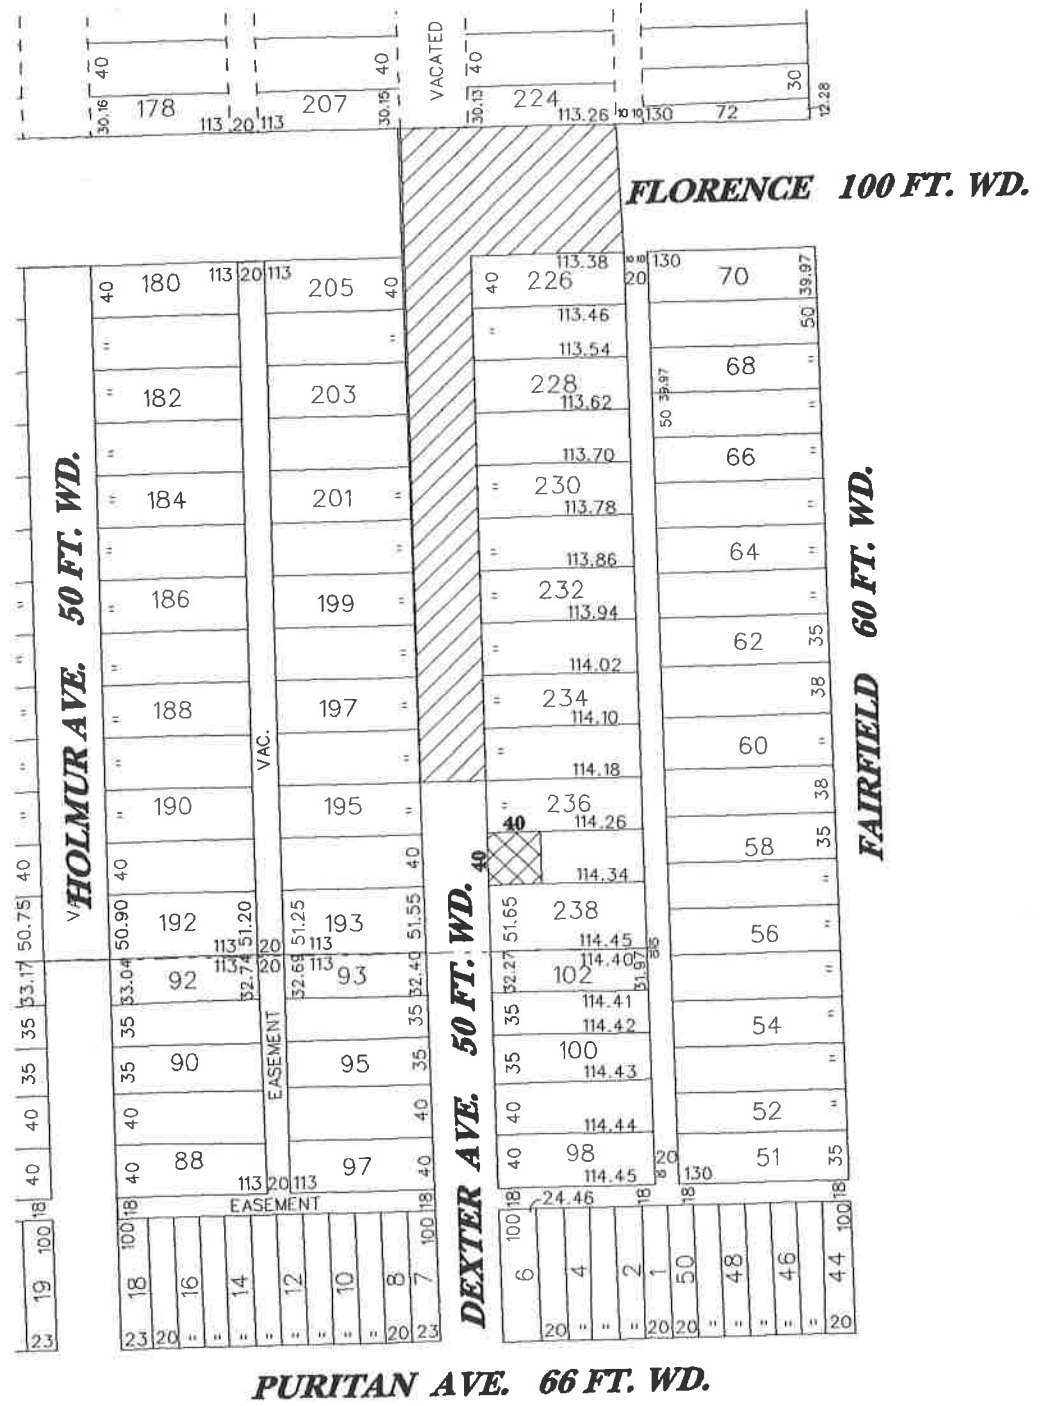 VACATED
40 40 40 30
30.16 178 207 30.15 30.13 224 12.28
113 20 113 113.26 10 10 130 72
FLORENCE 100 FT. WD.
40 180 113 20 113 205 40 40 113.38 226 10 10 20 130 70 39.97
113.46 50
" " " 113.54 68 "
" 182 203 228 113.62 50 39.97 "
" 113.70 66 "
" 184 201 " " 230 113.78
" " " 113.86 64
" " 186 199 " " 232 113.94 "
" " " " 114.02 62 35
" " 188 197 " " 234 114.10 38
" " " 114.18 60 "
VAC.
" " 190 195 " " 236 114.26 38
40
40 40 40 40 114.34 58 35
"
50.75 50.90 192 51.20 51.25 193 51.55 51.65 238 114.45 56 "
113 20 113
33.17 33.04 92 113 32.74 20 32.69 113 93 32.40 32.27 102 114.40 31.97 8 8
114.41
35 35 35 35 114.42 54 "
EASEMENT
35 35 90 95 35 35 100 114.43 "
40 40 40 40 114.44 52 "
40 40 88 97 40 40 98 114.45 20 8 130 51 35
113 20 113
EASEMENT
18 18 18 18 24.46 18 18 18
100 100 100 100 100
19 18 16 14 12 10 8 7 6 4 2 1 50 48 46 44
23 23 20 " " " " " " " " 20 23 20 " " " 20 20 " " " " " 20
HOLMUR AVE. 50 FT. WD.
DEXTER AVE. 50 FT. WD.
FAIRFIELD 60 FT. WD.
PURITAN AVE. 66 FT. WD.